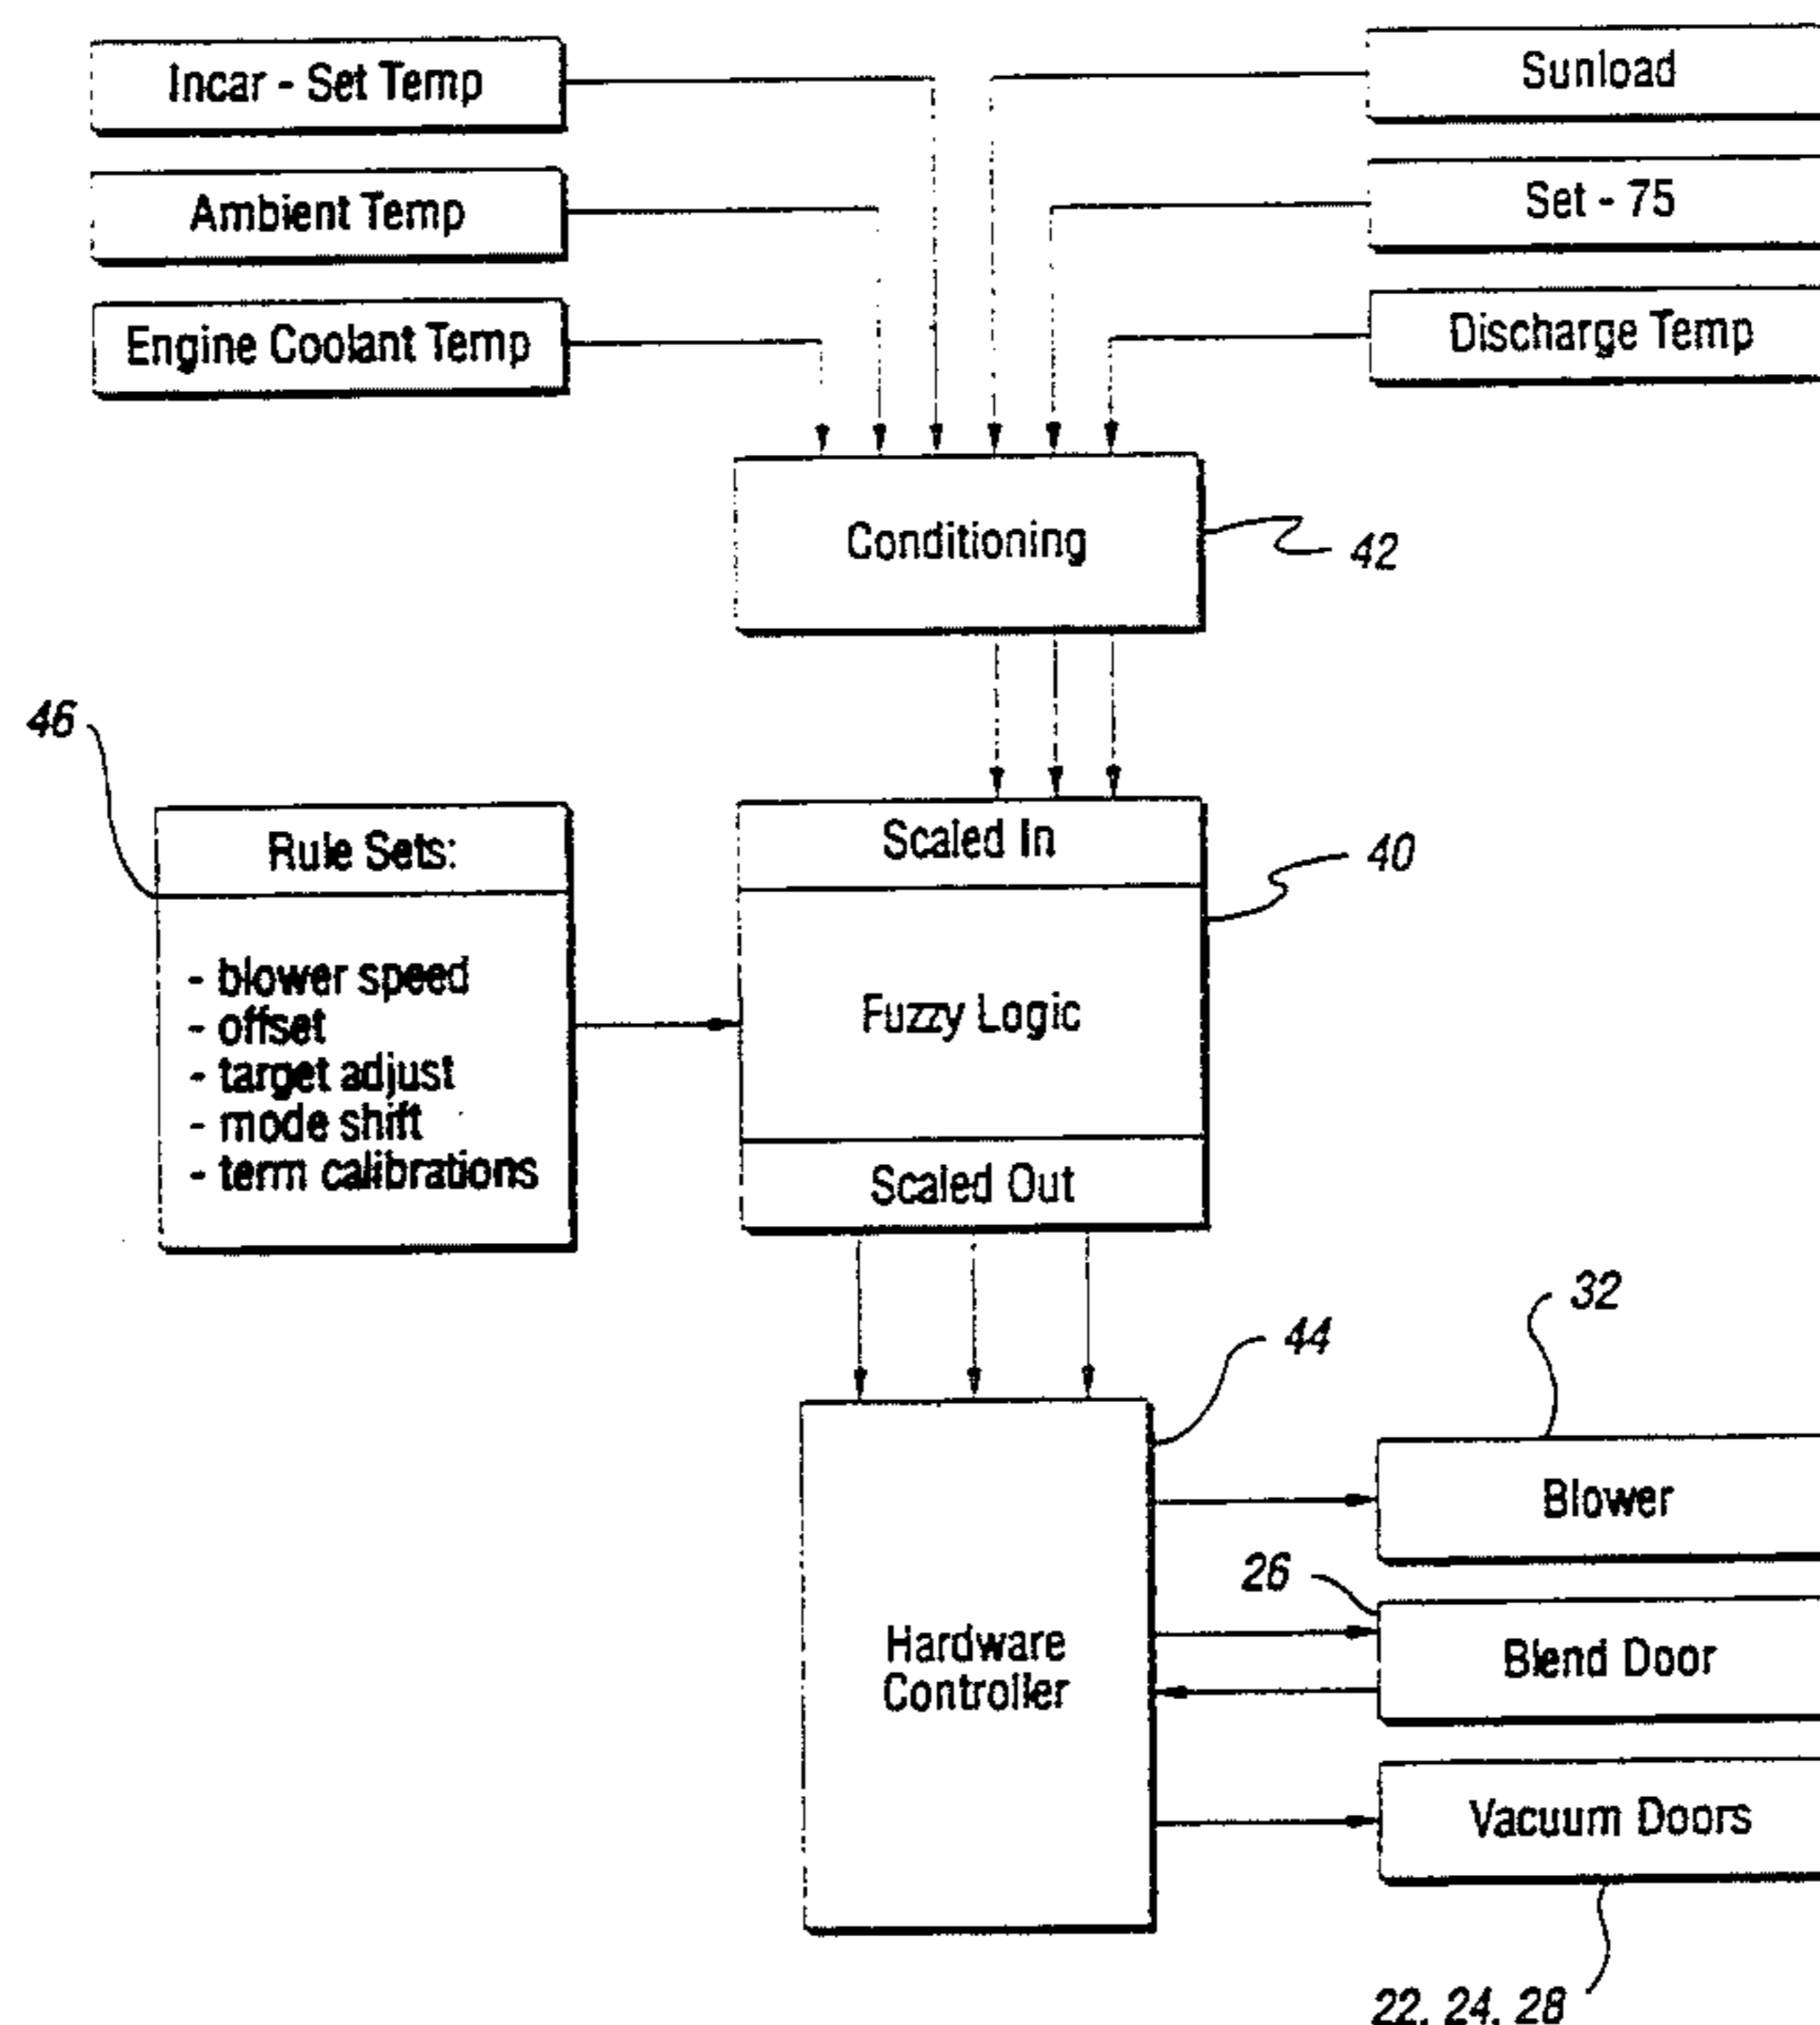 Incar - Set Temp
Sunload
Ambient Temp
Set - 75
Engine Coolant Temp
Discharge Temp
Conditioning
42
46
Rule Sets:
- blower speed
- offset
- target adjust
- mode shift
- term calibrations
Scaled In
40
Fuzzy Logic
Scaled Out
44
32
Hardware
Controller
Blower
26
Blend Door
Vacuum Doors
22, 24, 28